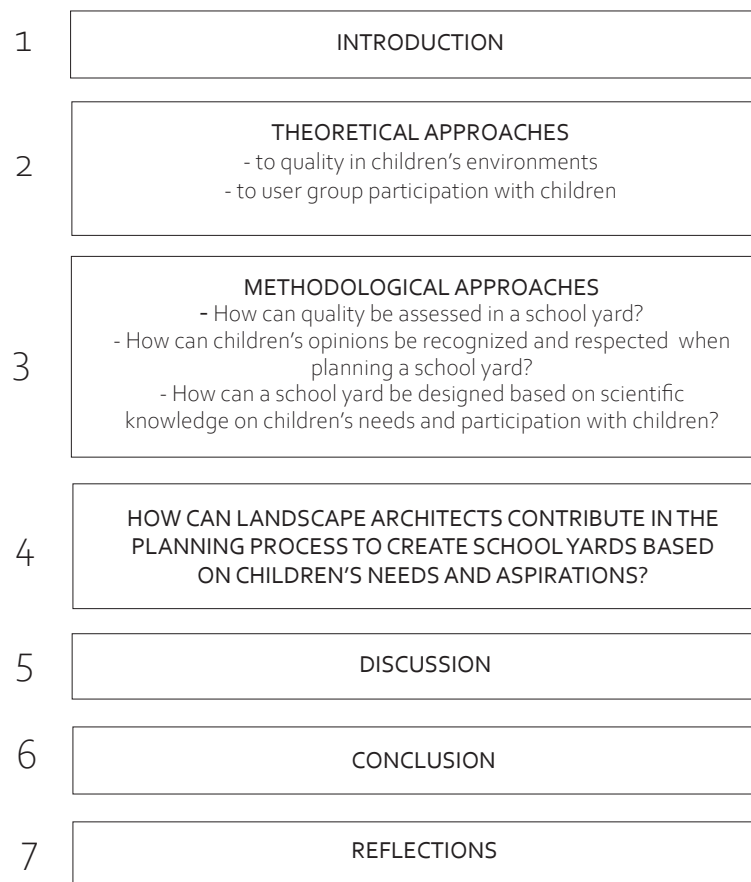 1
INTRODUCTION
2
THEORETICAL APPROACHES
- to quality in children's environments
- to user group participation with children
3
METHODOLOGICAL APPROACHES
- How can quality be assessed in a school yard?
- How can children's opinions be recognized and respected when
planning a school yard?
- How can a school yard be designed based on scientific
knowledge on children's needs and participation with children?
4
HOW CAN LANDSCAPE ARCHITECTS CONTRIBUTE IN THE
PLANNING PROCESS TO CREATE SCHOOL YARDS BASED
ON CHILDREN'S NEEDS AND ASPIRATIONS?
5
DISCUSSION
6
CONCLUSION
7
REFLECTIONS